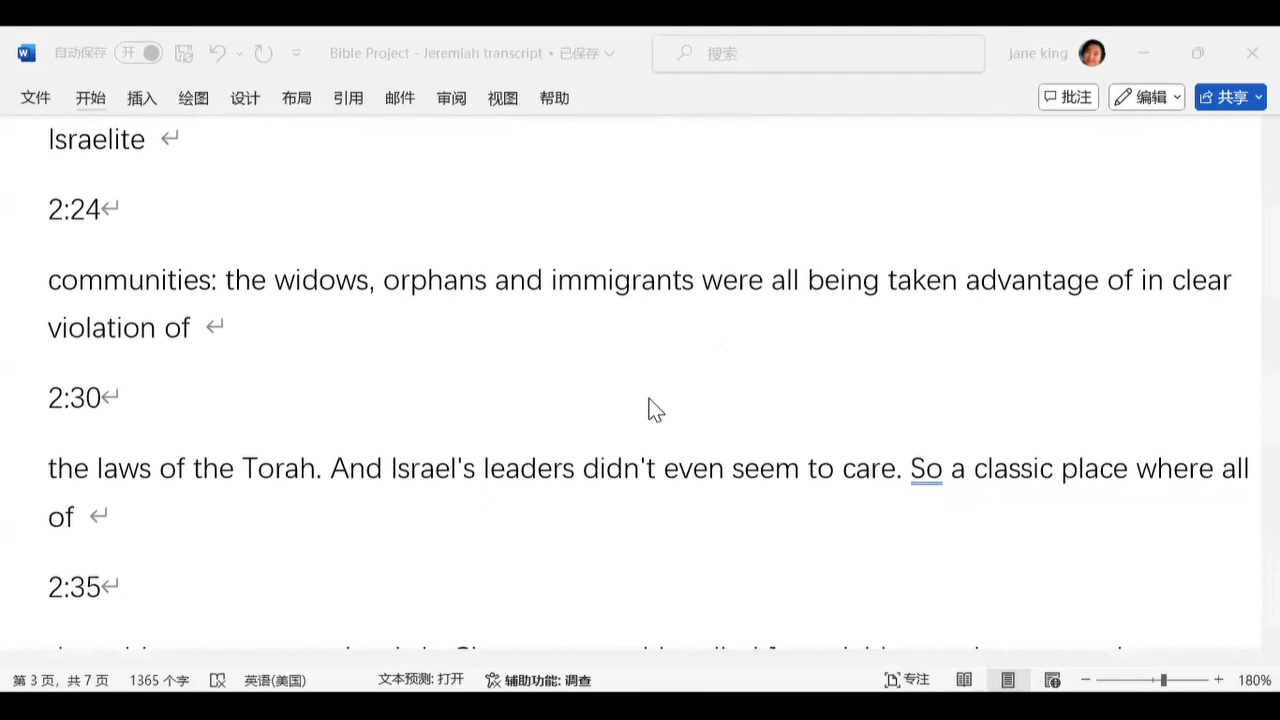 自动保存 开 Bible Project - Jeremiah transcript • 已保存 搜索 jane king
文件 开始 插入 绘图 设计 布局 引用 邮件 审阅 视图 帮助 批注 编辑 共享
Israelite
2:24
communities: the widows, orphans and immigrants were all being taken advantage of in clear
violation of
2:30
the laws of the Torah. And Israel's leaders didn't even seem to care. So a classic place where all
of
2:35
第 3 页，共 7 页 1365 个字 英语(美国) 文本预测: 打开 辅助功能: 调查 专注 180%